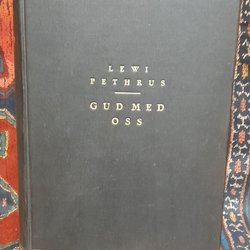 LEWI
PETHRUS
GUD MED
OSS